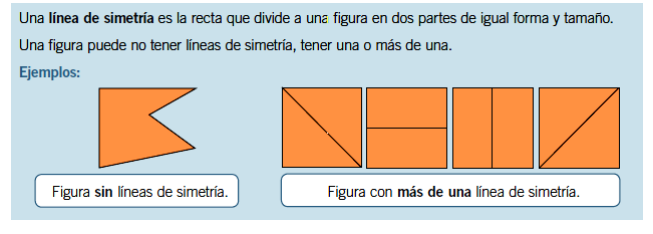 Una línea de simetría es la recta que divide a una figura en dos partes de igual forma y tamaño.
Una figura puede no tener líneas de simetría, tener una o más de una.
Ejemplos:
Figura sin líneas de simetría.
Figura con más de una línea de simetría.